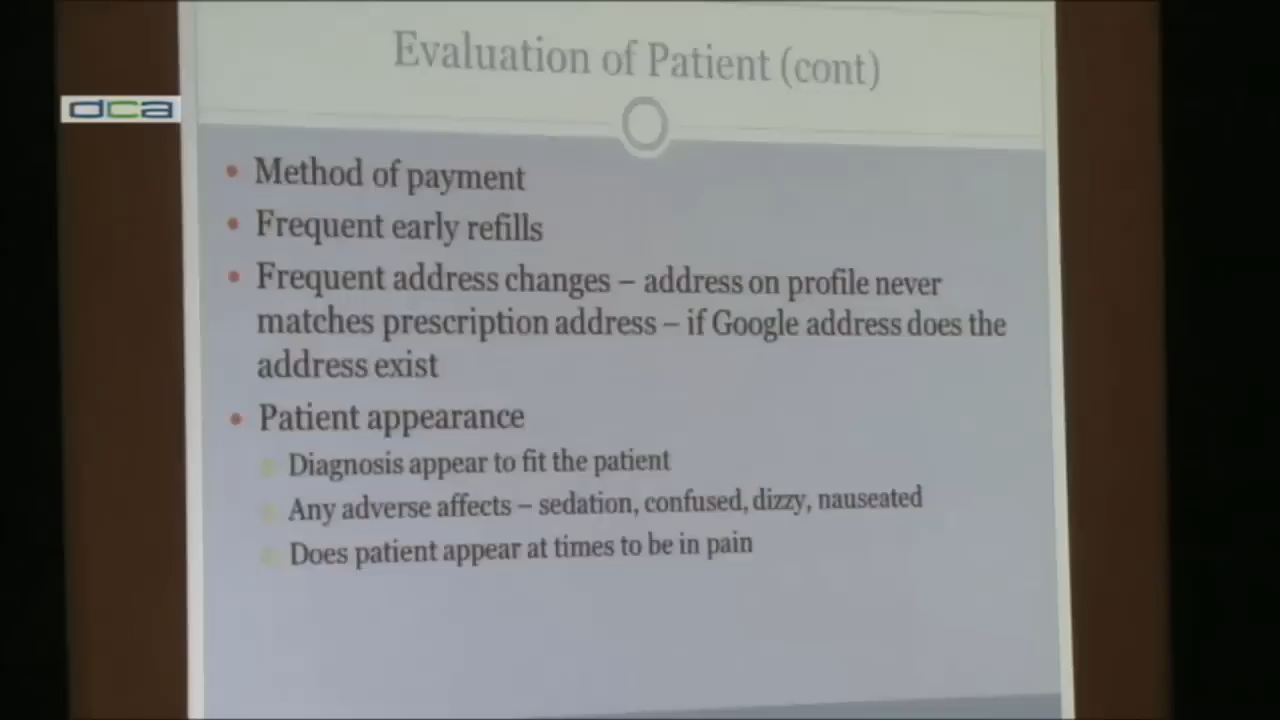 Evaluation of Patient (cont)
dca
• Method of payment
• Frequent early refills
• Frequent address changes – address on profile never
matches prescription address – if Google address does the
address exist
• Patient appearance
Diagnosis appear to fit the patient
Any adverse affects – sedation, confused, dizzy, nauseated
Does patient appear at times to be in pain